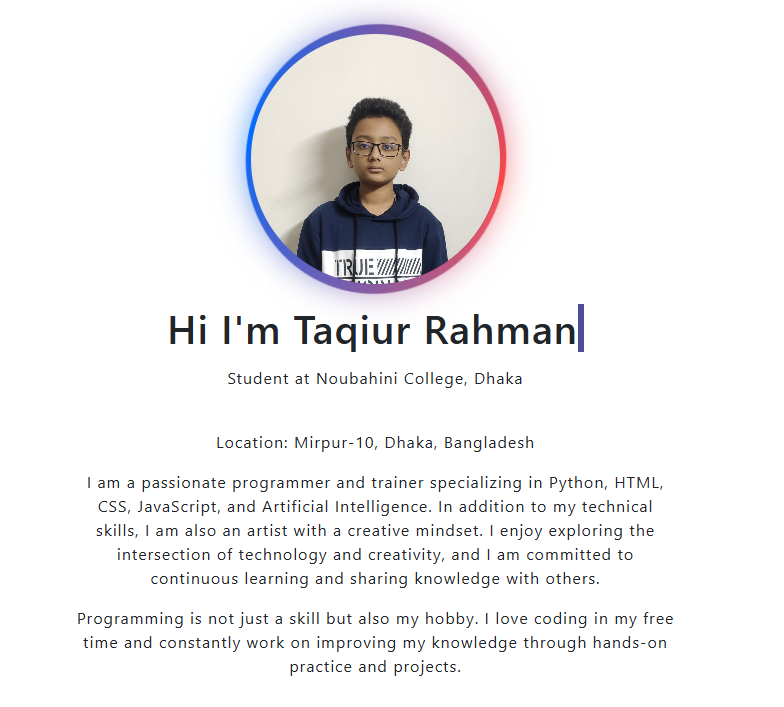 TRUE
Hi I'm Taqiur Rahman
Student at Noubahini College, Dhaka
Location: Mirpur-10, Dhaka, Bangladesh
I am a passionate programmer and trainer specializing in Python, HTML,
CSS, JavaScript, and Artificial Intelligence. In addition to my technical
skills, I am also an artist with a creative mindset. I enjoy exploring the
intersection of technology and creativity, and I am committed to
continuous learning and sharing knowledge with others.
Programming is not just a skill but also my hobby. I love coding in my free
time and constantly work on improving my knowledge through hands-on
practice and projects.